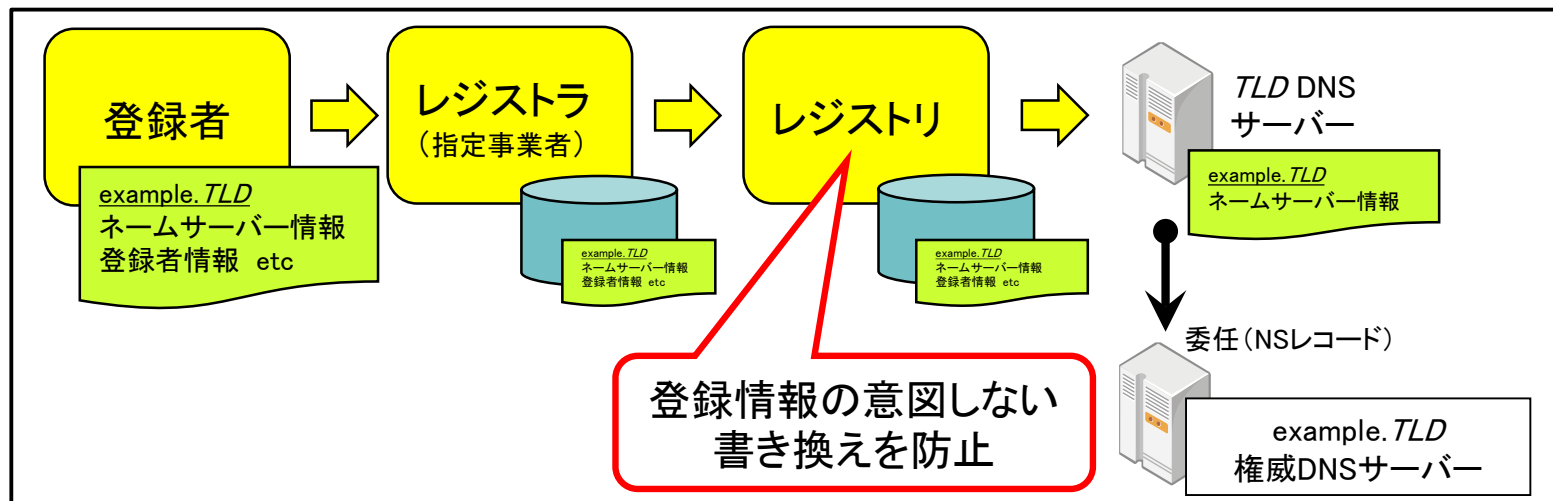 登録者
example.TLD
ネームサーバー情報
登録者情報 etc
レジストラ
（指定事業者）
example.TLD
ネームサーバー情報
登録者情報 etc
レジストリ
example.TLD
ネームサーバー情報
登録者情報 etc
登録情報の意図しない
書き換えを防止
TLD DNS
サーバー
example.TLD
ネームサーバー情報
委任（NSレコード）
example.TLD
権威DNSサーバー